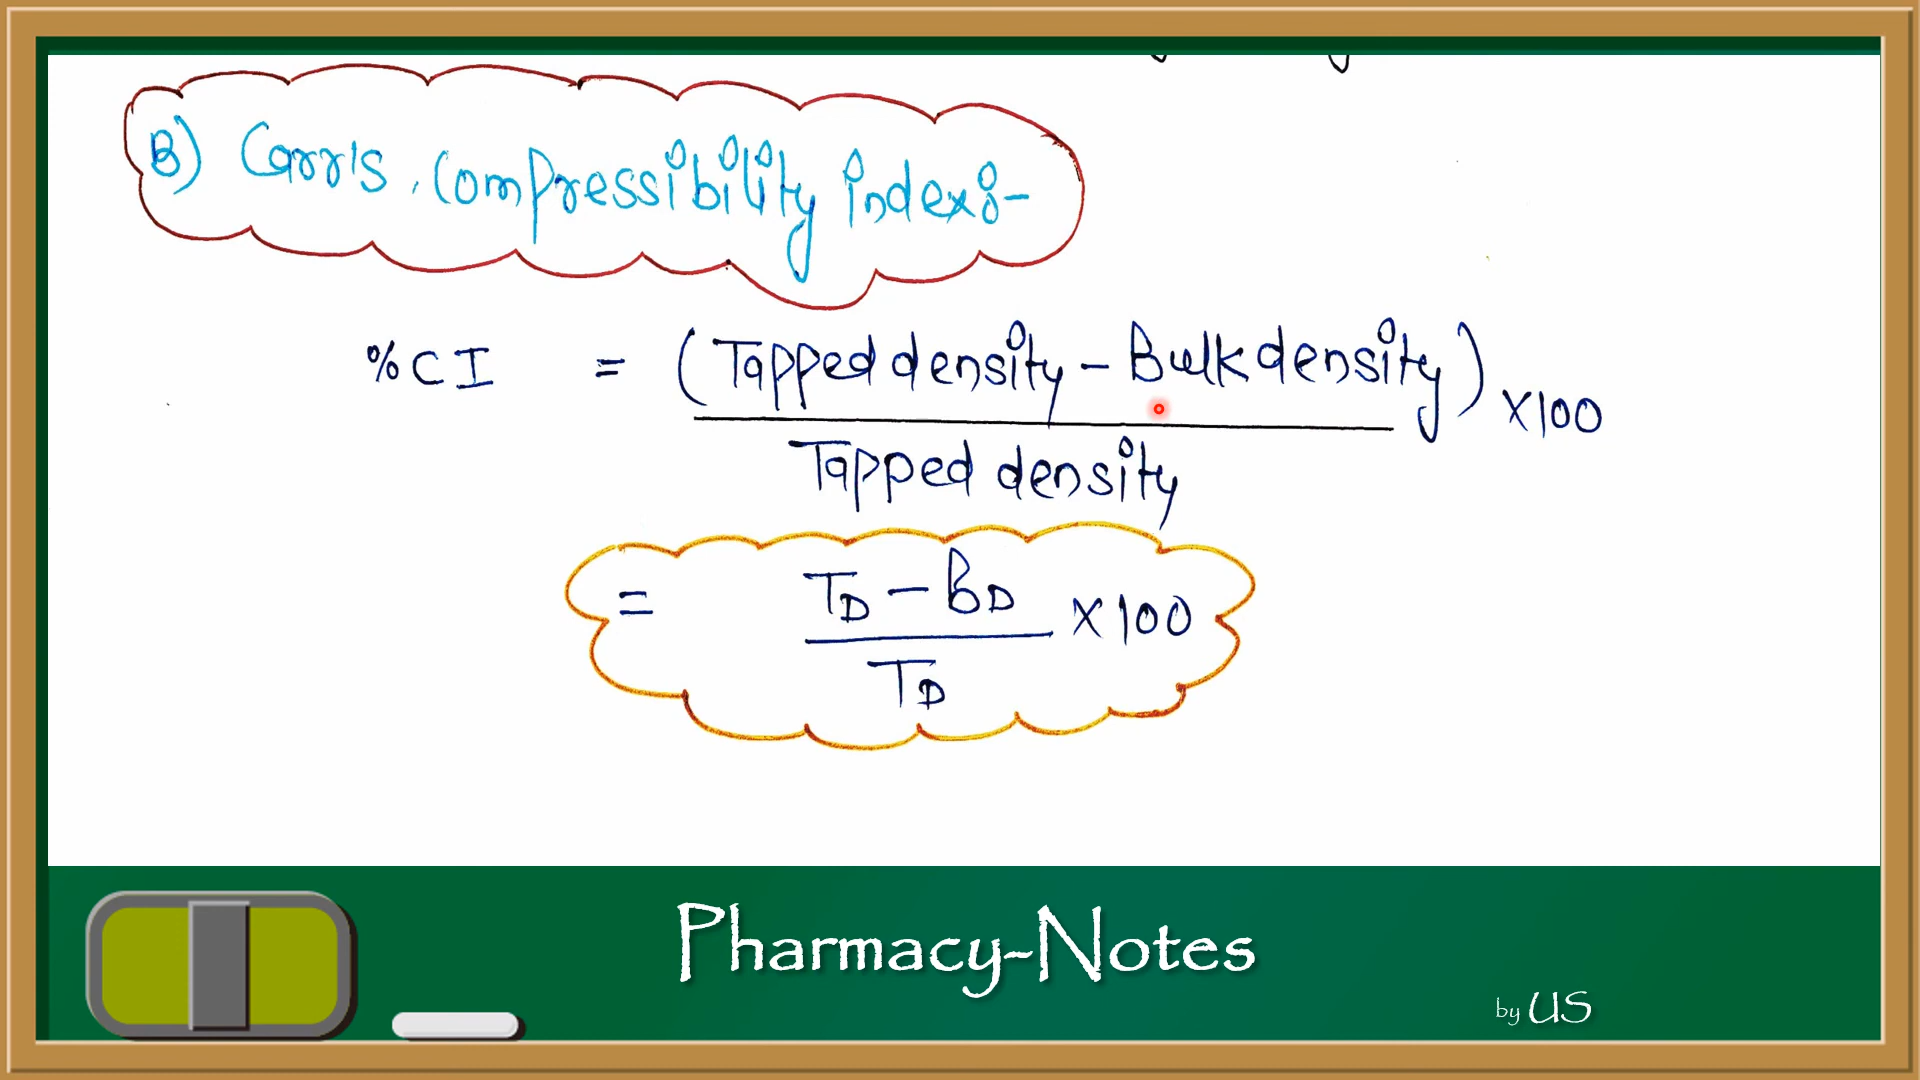 B) Carr's. Compressibility index:-
%CI = (Tapped density - Bulk density) X100
Tapped density
= TD - BD X100
TD
Pharmacy-Notes
by US